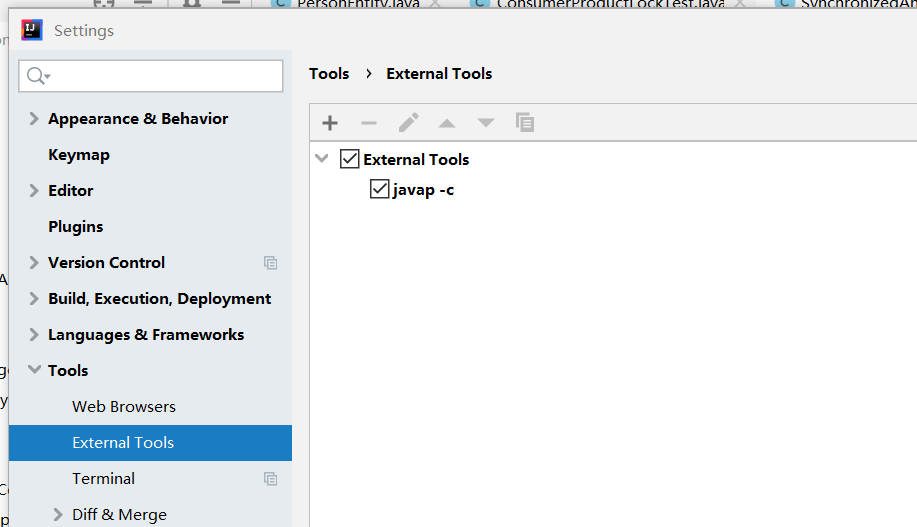 PersonEntity.java
ConsumerProductLockTest.java
IJ
Settings
Tools › External Tools
Appearance & Behavior
Keymap
Editor
Plugins
Version Control
Build, Execution, Deployment
Languages & Frameworks
Tools
Web Browsers
External Tools
Terminal
Diff & Merge
External Tools
javap -c